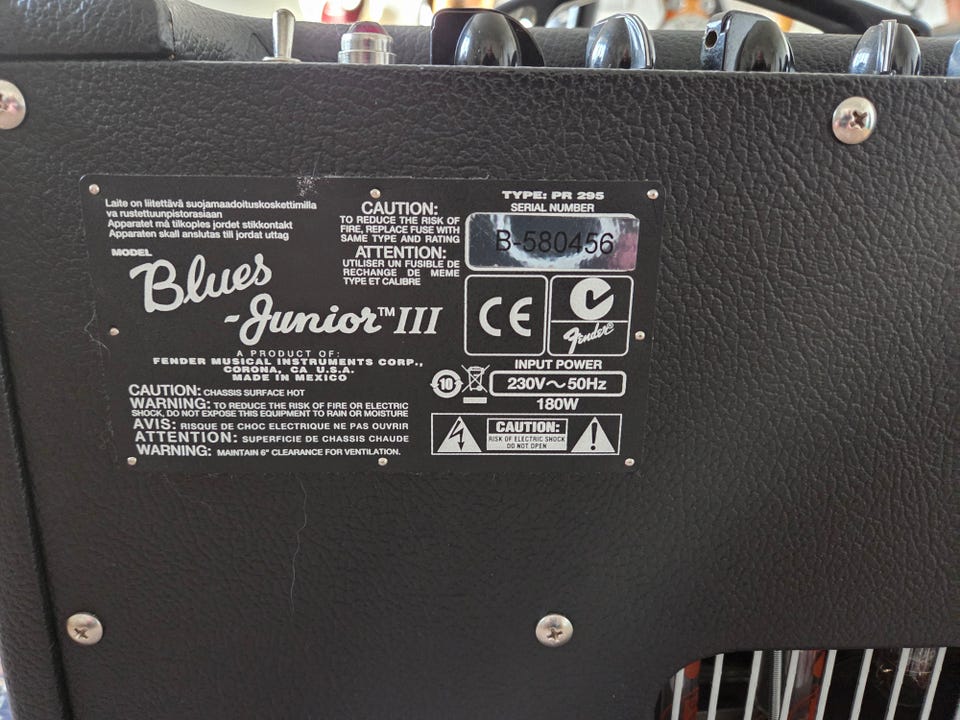 Laite on liitettävä suojamaadoituskoskettimilla
va rustettuunpistorasiaan
Apparatet må tilkoples jordet stikkontakt
Apparaten skall anslutas till jordat uttag
MODEL
Blues
-Junior™ III
A PRODUCT OF:
FENDER MUSICAL INSTRUMENTS CORP.,
CORONA, CA U.S.A.
MADE IN MEXICO
CAUTION:
TO REDUCE THE RISK OF
FIRE, REPLACE FUSE WITH
SAME TYPE AND RATING
ATTENTION:
UTILISER UN FUSIBLE DE
RECHANGE DE MEME
TYPE ET CALIBRE
TYPE: PR 295
SERIAL NUMBER
B-580456
CE
Fender®
INPUT POWER
10
230V~50Hz
180W
CAUTION: CHASSIS SURFACE HOT
WARNING: TO REDUCE THE RISK OF FIRE OR ELECTRIC
SHOCK, DO NOT EXPOSE THIS EQUIPMENT TO RAIN OR MOISTURE
AVIS: RISQUE DE CHOC ELECTRIQUE NE PAS OUVRIR
ATTENTION: SUPERFICIE DE CHASSIS CHAUDE
WARNING: MAINTAIN 6" CLEARANCE FOR VENTILATION.
CAUTION:
RISK OF ELECTRIC SHOCK
DO NOT OPEN